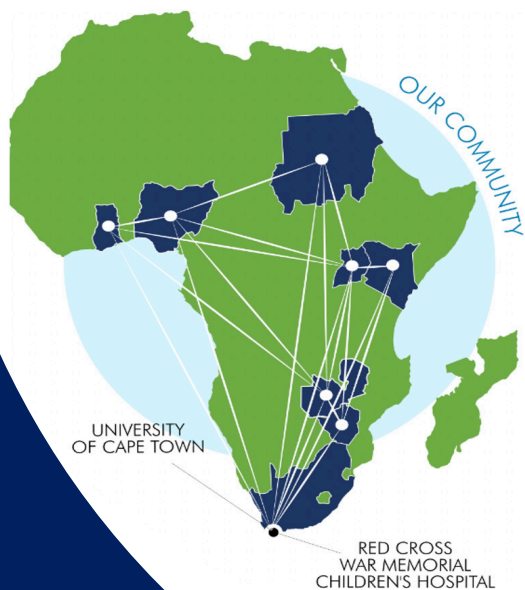 OUR COMMUNITY
UNIVERSITY
OF CAPE TOWN
RED CROSS
WAR MEMORIAL
CHILDREN'S HOSPITAL